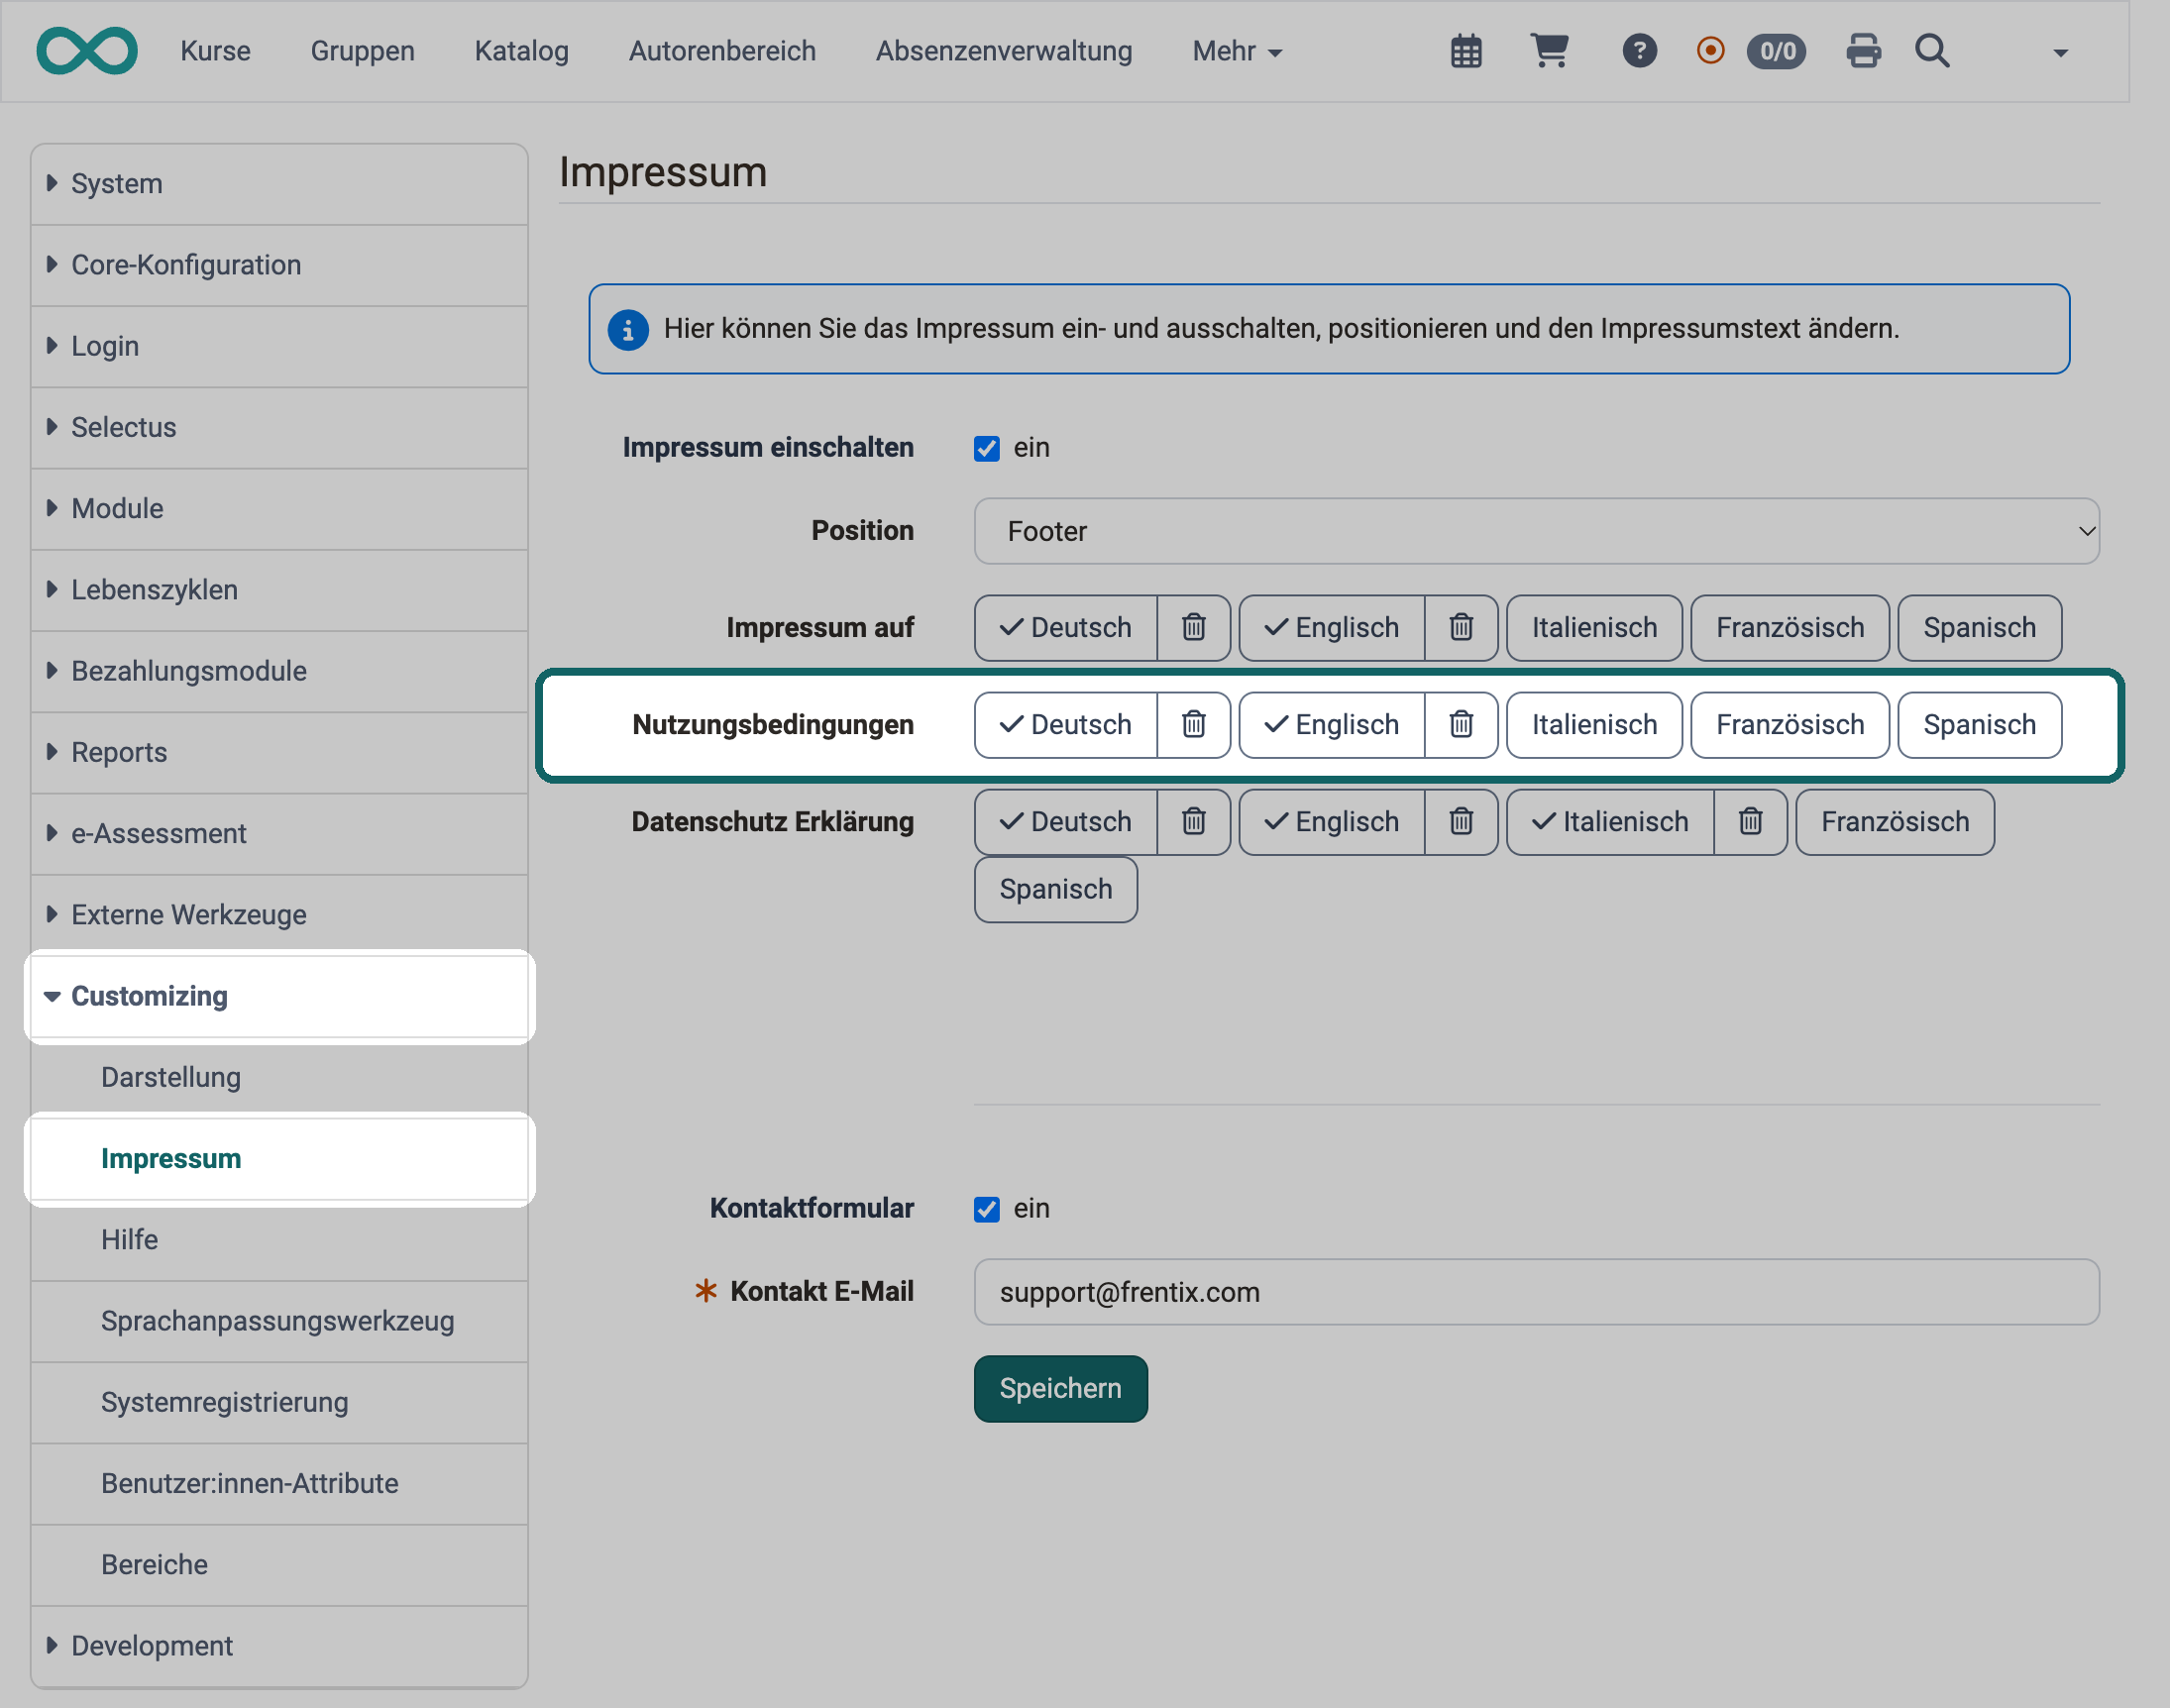 Kurse Gruppen Katalog Autorenbereich Absenzenverwaltung Mehr 0/0
System
Core-Konfiguration
Login
Selectus
Module
Lebenszyklen
Bezahlungsmodule
Reports
e-Assessment
Externe Werkzeuge
Customizing
Darstellung
Impressum
Hilfe
Sprachanpassungswerkzeug
Systemregistrierung
Benutzer:innen-Attribute
Bereiche
Development
Impressum
Hier können Sie das Impressum ein- und ausschalten, positionieren und den Impressumstext ändern.
Impressum einschalten ein
Position Footer
Impressum auf Deutsch Englisch Italienisch Französisch Spanisch
Nutzungsbedingungen Deutsch Englisch Italienisch Französisch Spanisch
Datenschutz Erklärung Deutsch Englisch Italienisch Französisch
Spanisch
Kontaktformular ein
Kontakt E-Mail support@frentix.com
Speichern